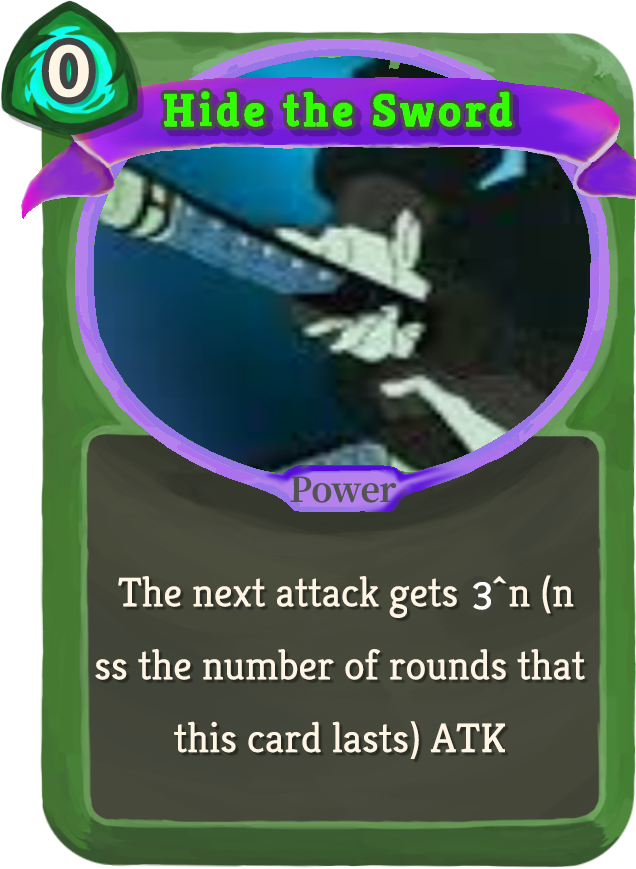 0
Hide the Sword
Power
The next attack gets 3^n (n
ss the number of rounds that
this card lasts) ATK